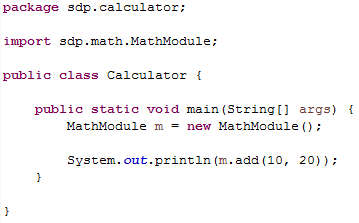 package sdp.calculator;
import sdp.math.MathModule;
public class Calculator {
public static void main(String[] args) {
MathModule m = new MathModule();
System.out.println(m.add(10, 20));
}
}